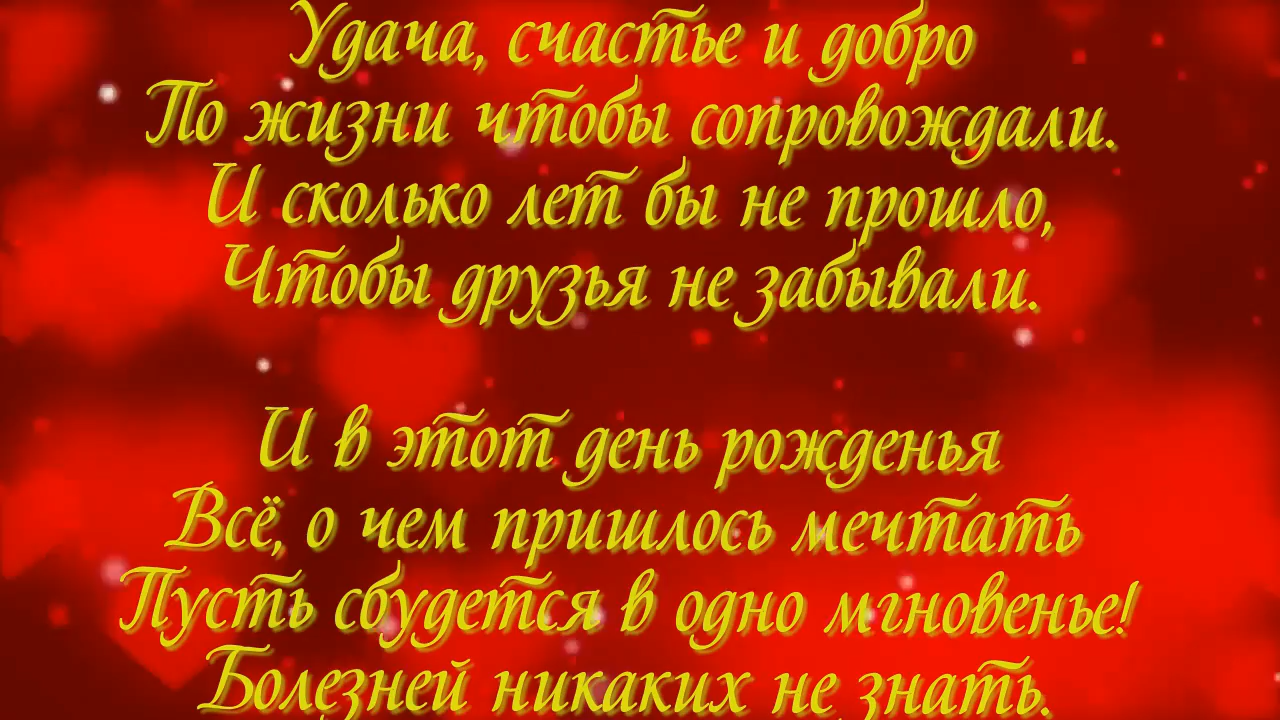 Удача, счастье и добро
По жизни чтобы сопровождали.
И сколько лет бы не прошло,
Чтобы друзья не забывали.
И в этот день рожденья
Всё, о чем пришлось мечтать
Пусть сбудется в одно мгновенье!
Болезней никаких не знать.